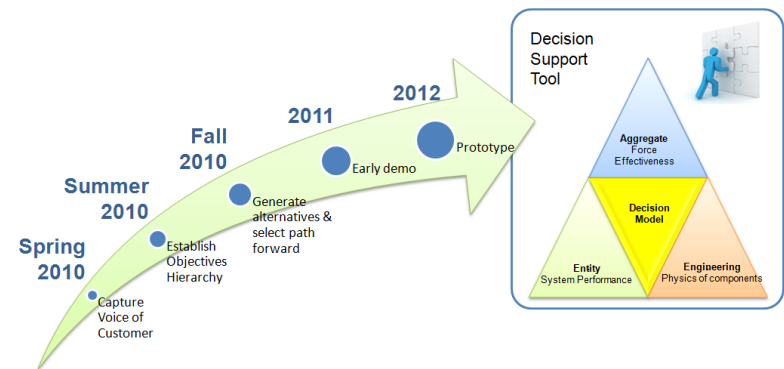 Spring
2010
Capture
Voice of
Customer
Summer
2010
Establish
Objectives
Hierarchy
Fall
2010
Generate
alternatives &
select path
forward
2011
Early demo
2012
Prototype
Decision
Support
Tool
Aggregate
Force
Effectiveness
Decision
Model
Entity
System Performance
Engineering
Physics of components